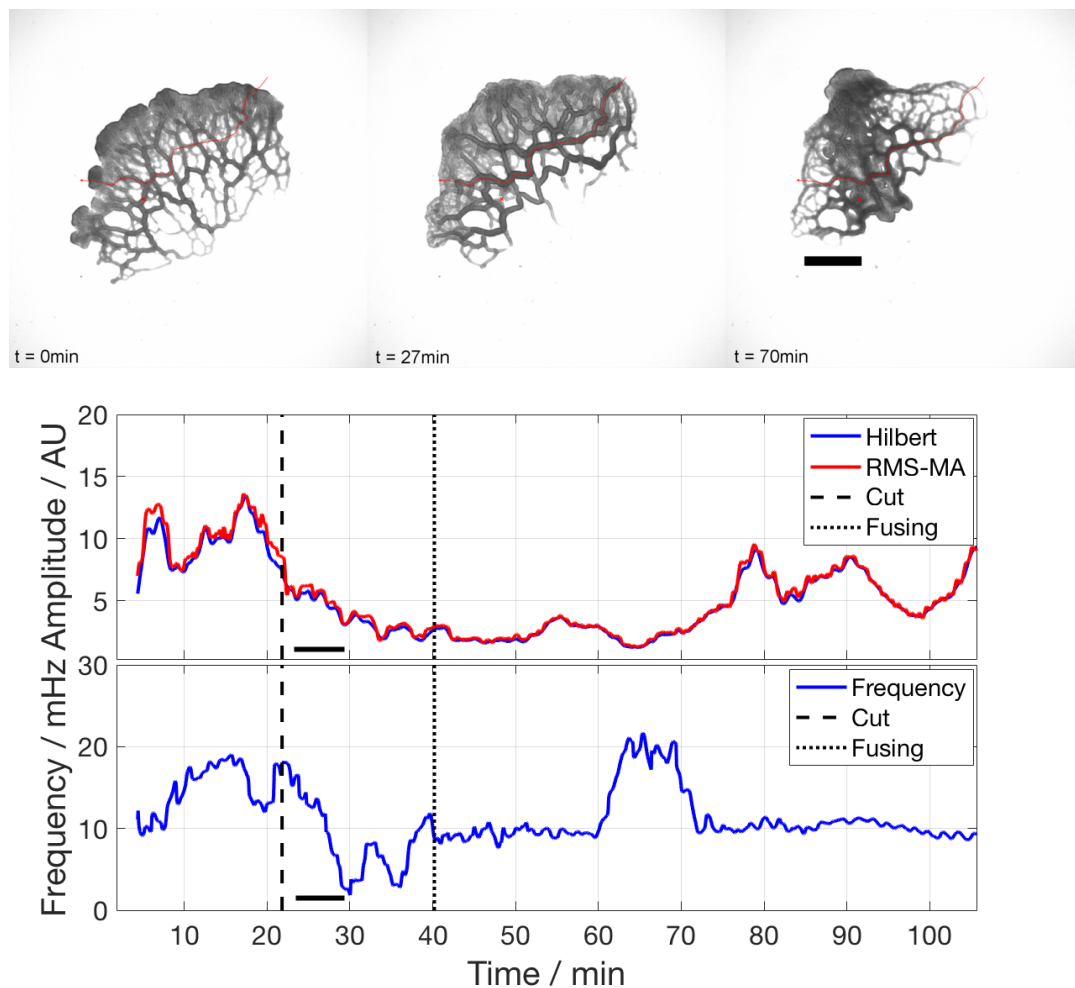 t = 0min
t = 27min
t = 70min
Frequency / mHz Amplitude / AU
20
15
10
5
Hilbert
RMS-MA
Cut
Fusing
30
20
10
0
Frequency
Cut
Fusing
10 20 30 40 50 60 70 80 90 100
Time / min